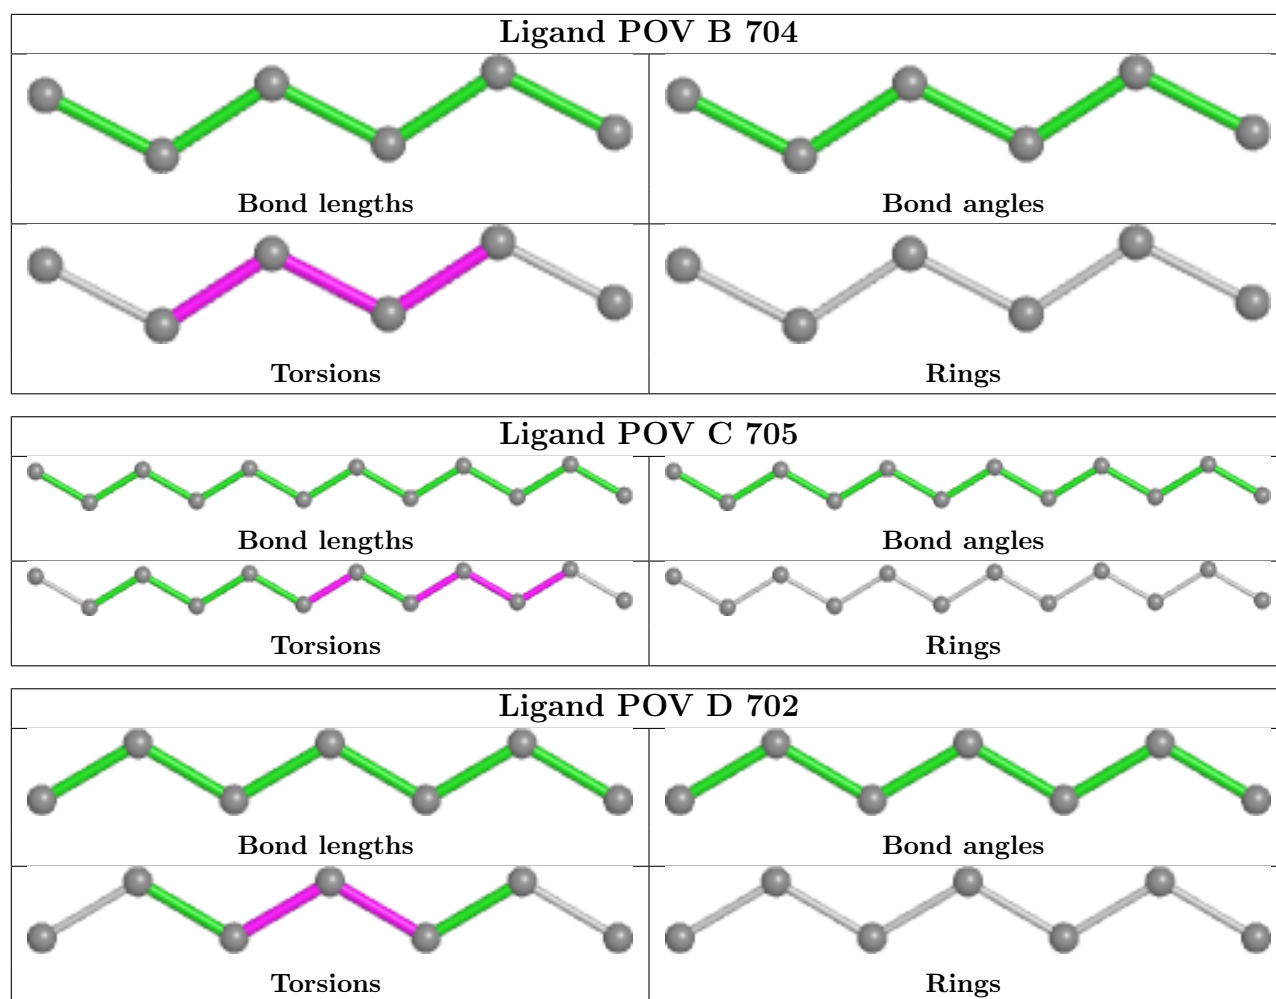 Ligand POV B 704
Bond lengths
Bond angles
Torsions
Rings
Ligand POV C 705
Bond lengths
Bond angles
Torsions
Rings
Ligand POV D 702
Bond lengths
Bond angles
Torsions
Rings